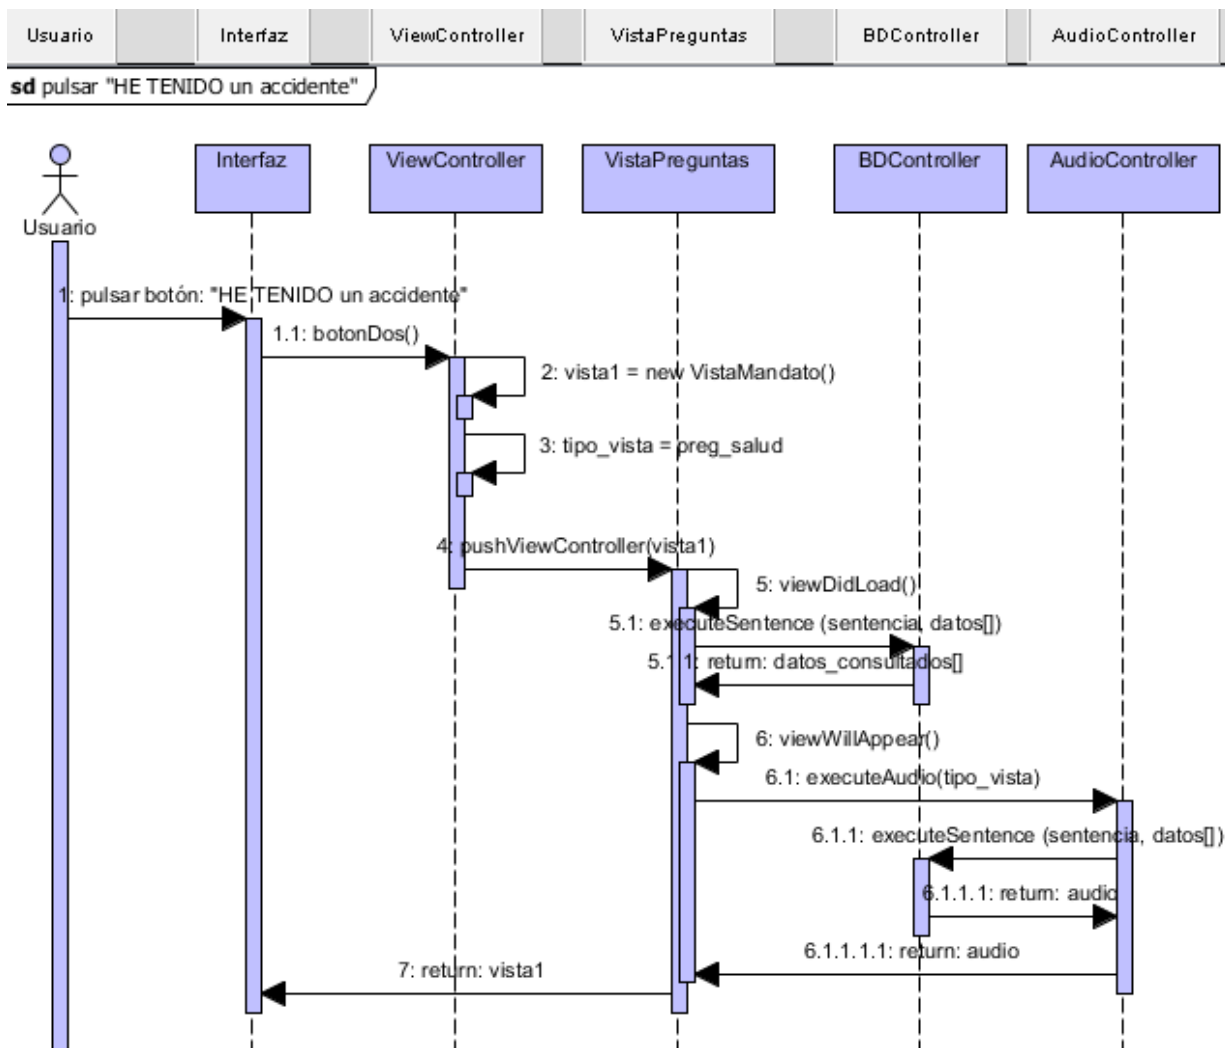 Usuario
Interfaz
ViewController
VistaPreguntas
BDController
AudioController
sd pulsar "HE TENIDO un accidente"
Interfaz
ViewController
VistaPreguntas
BDController
AudioController
Usuario
1: pulsar botón: "HE TENIDO un accidente"
1.1: botonDos()
2: vista1 = new VistaMandato()
3: tipo_vista = preg_salud
4: pushViewController(vista1)
5: viewDidLoad()
5.1: executeSentence (sentencia, datos[])
5.1.1: return: datos_consultados[]
6: viewWillAppear()
6.1: executeAudio(tipo_vista)
6.1.1: executeSentence (sentencia, datos[])
6.1.1.1: return: audio
6.1.1.1.1: return: audio
7: return: vista1